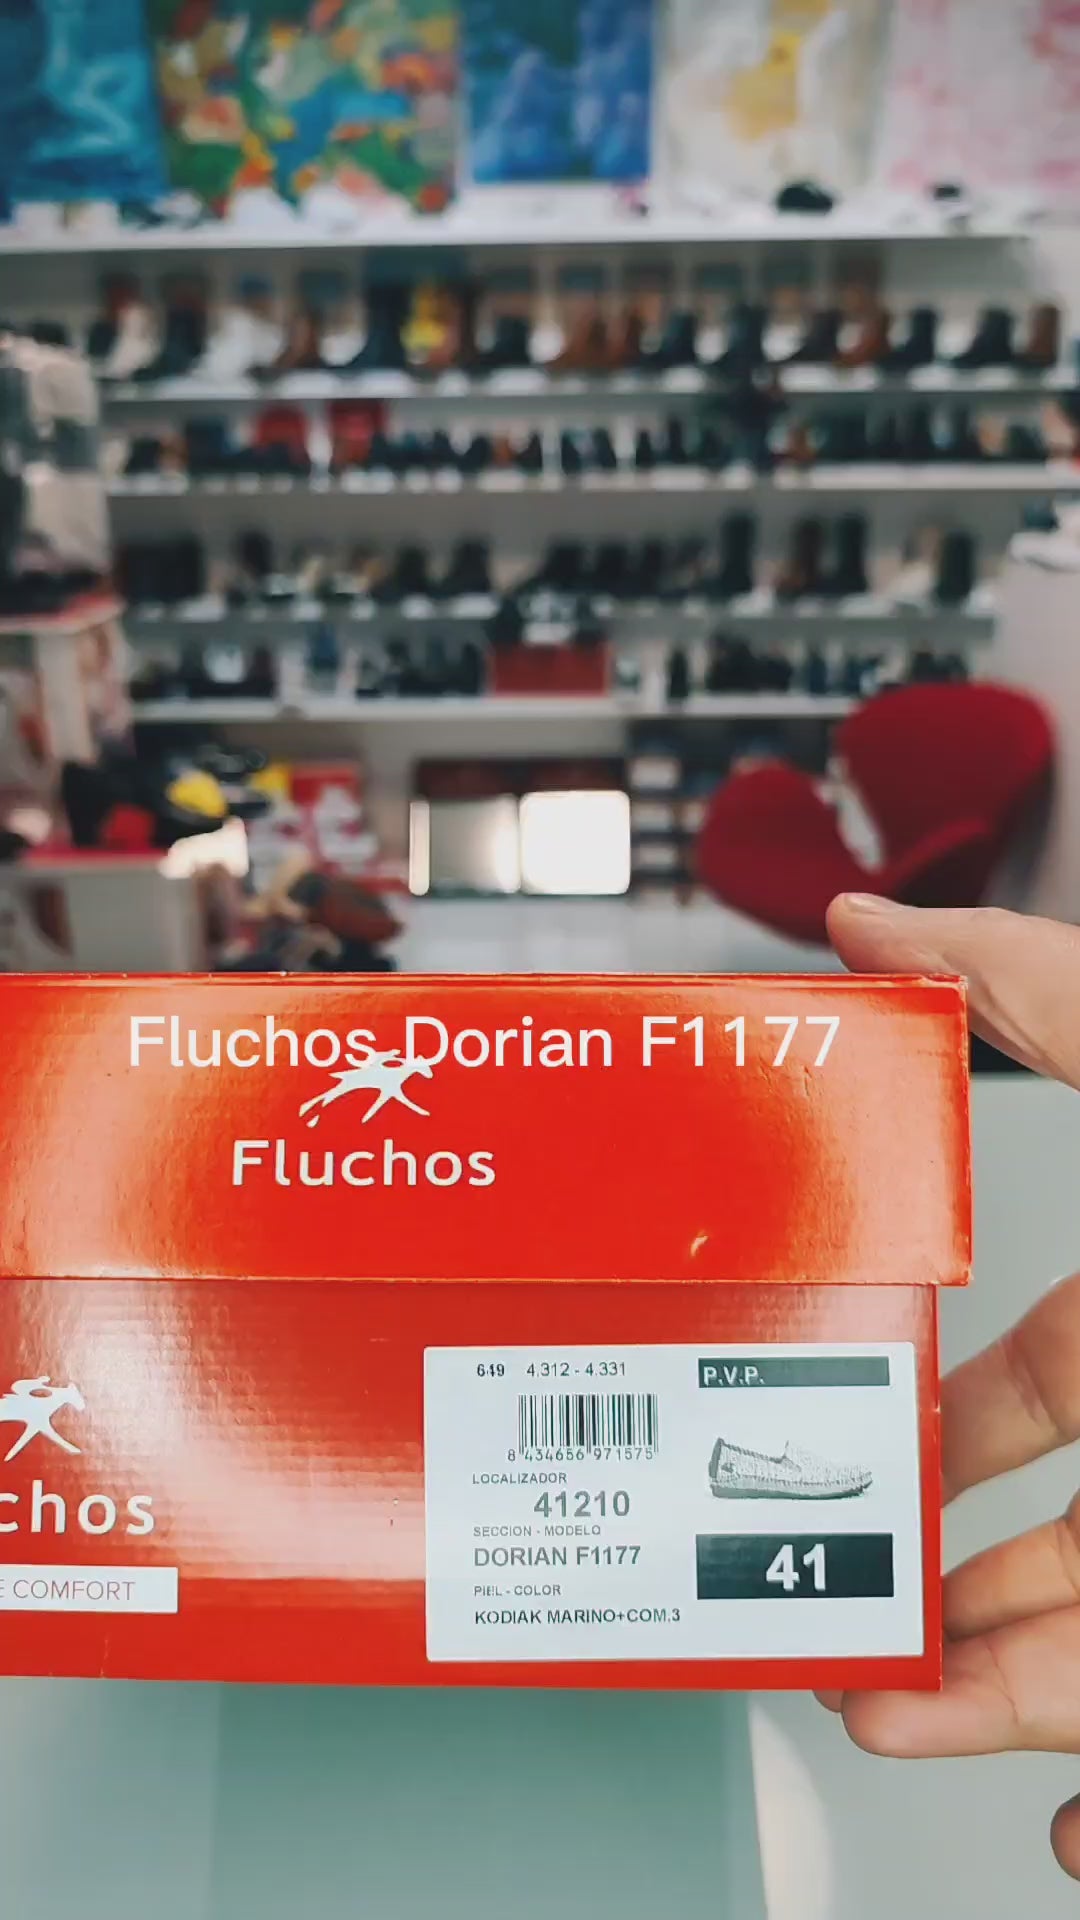 Fluchos Dorian F1177
Fluchos
649 4.312 - 4.331
P.V.P.
8 434656 971575
LOCALIZADOR
41210
SECCION - MODELO
DORIAN F1177
41
PIEL - COLOR
KODIAK MARINO+COM.3
chos
E COMFORT